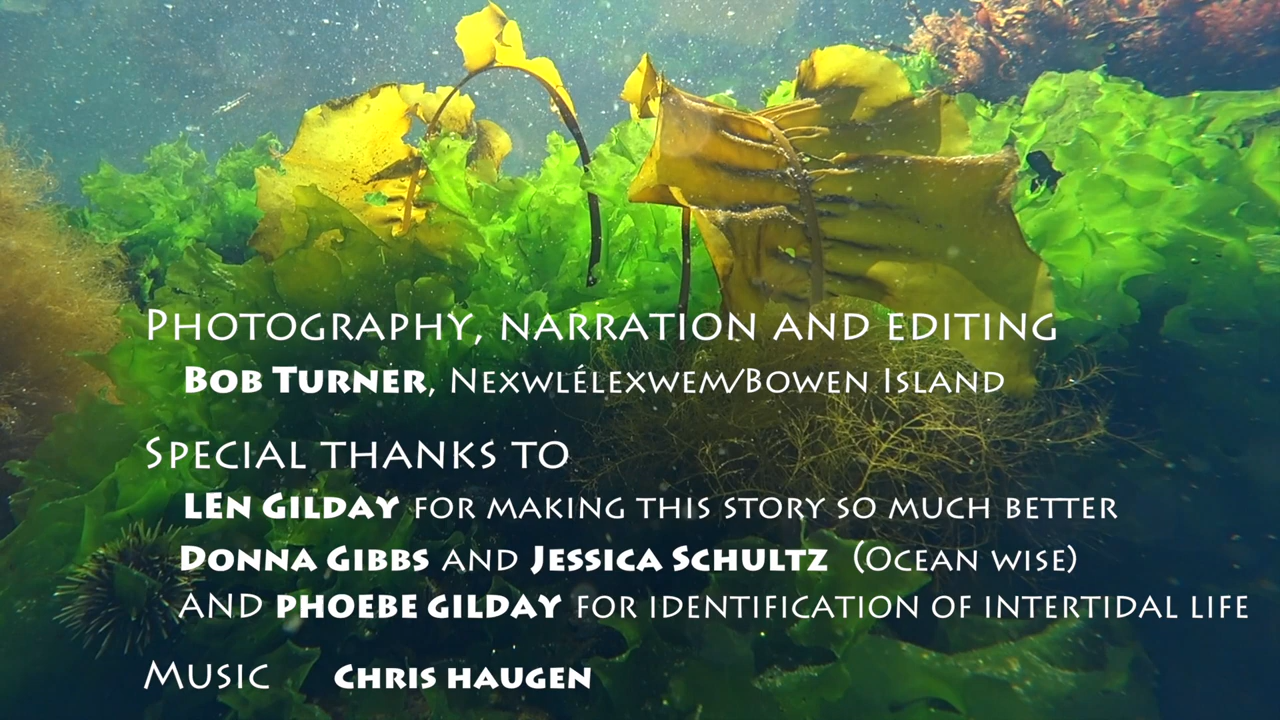 Photography, narration and editing
Bob Turner, Nexwlélexwem/Bowen Island
Special thanks to
Len Gilday for making this story so much better
Donna Gibbs and Jessica Schultz (Ocean wise)
and phoebe gilday for identification of intertidal life
Music Chris haugen